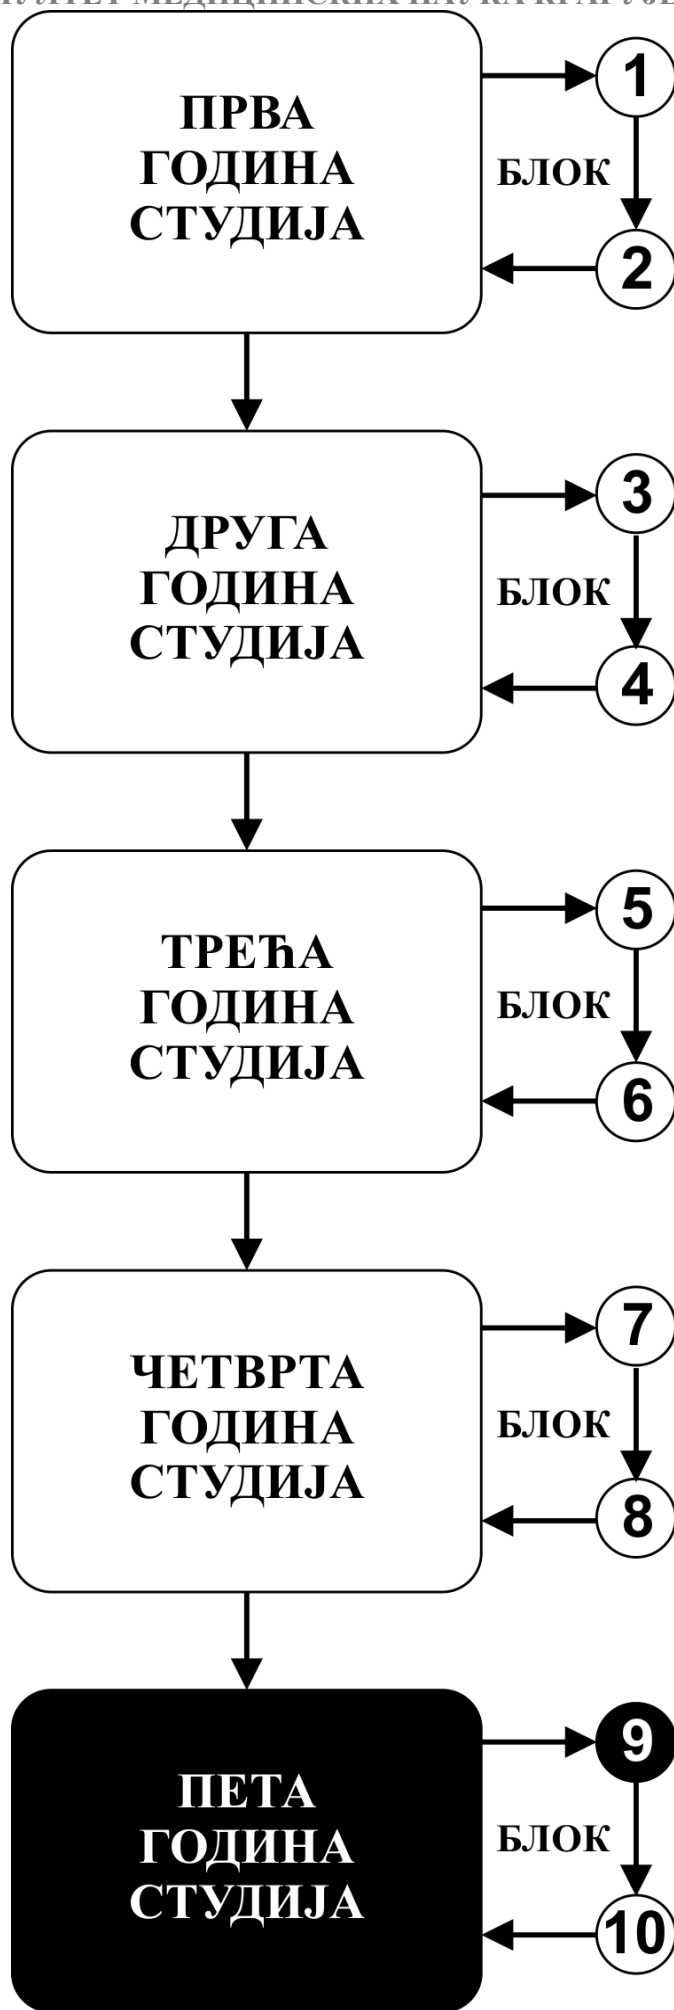 ПРВА
ГОДИНА
СТУДИЈА
1
БЛОК
2
ДРУГА
ГОДИНА
СТУДИЈА
3
БЛОК
4
ТРЕЋА
ГОДИНА
СТУДИЈА
5
БЛОК
6
ЧЕТВРТА
ГОДИНА
СТУДИЈА
7
БЛОК
8
ПЕТА
ГОДИНА
СТУДИЈА
9
БЛОК
10